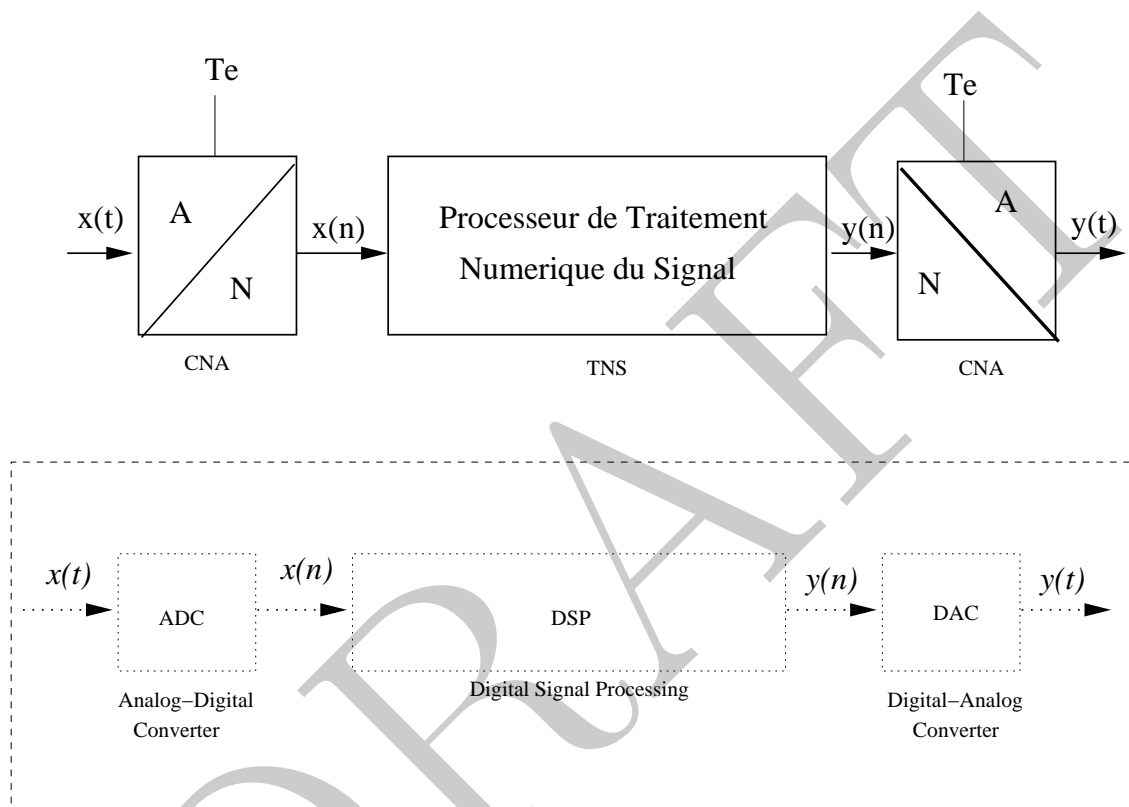 Te
Te
x(t)
A
N
x(n)
Processeur de Traitement
Numerique du Signal
y(n)
A
N
y(t)
CNA
TNS
CNA
x(t)
ADC
x(n)
DSP
y(n)
DAC
y(t)
Analog–Digital
Converter
Digital Signal Processing
Digital–Analog
Converter
DRAFT